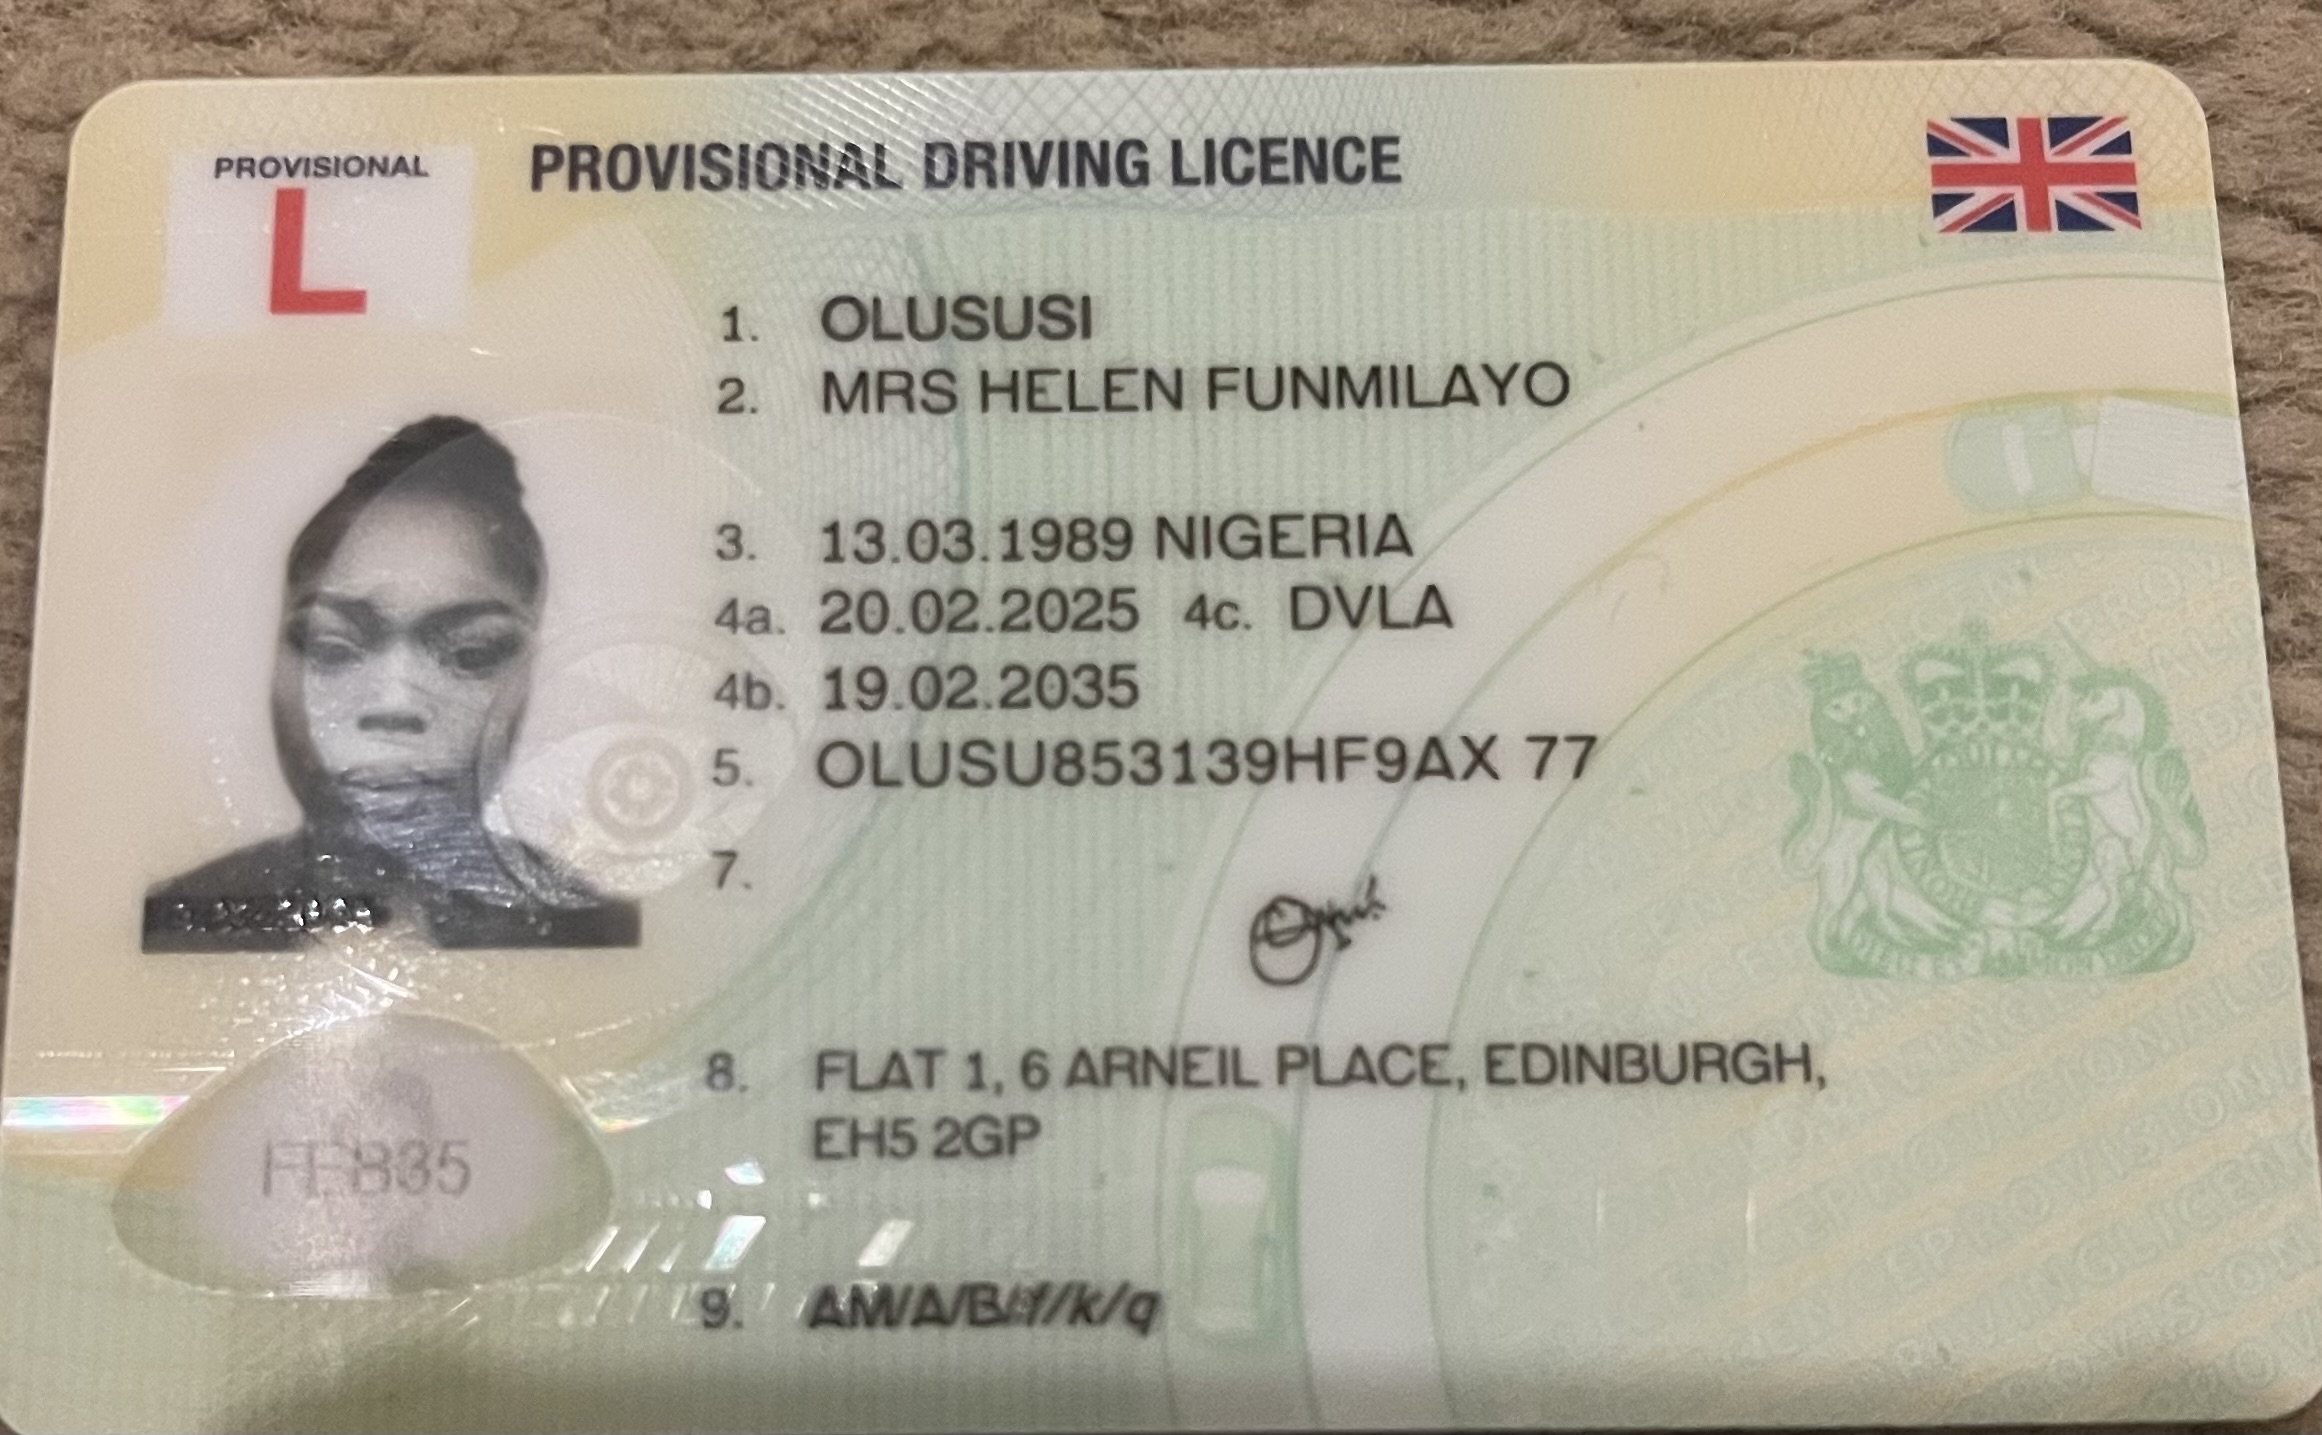 PROVISIONAL
L
PROVISIONAL DRIVING LICENCE
1. OLUSUSI
2. MRS HELEN FUNMILAYO
3. 13.03.1989 NIGERIA
4a. 20.02.2025 4c. DVLA
4b. 19.02.2035
5. OLUSU853139HF9AX 77
7.
8. FLAT 1, 6 ARNEIL PLACE, EDINBURGH,
EH5 2GP
FEB35
9. AM/A/B/f/k/q